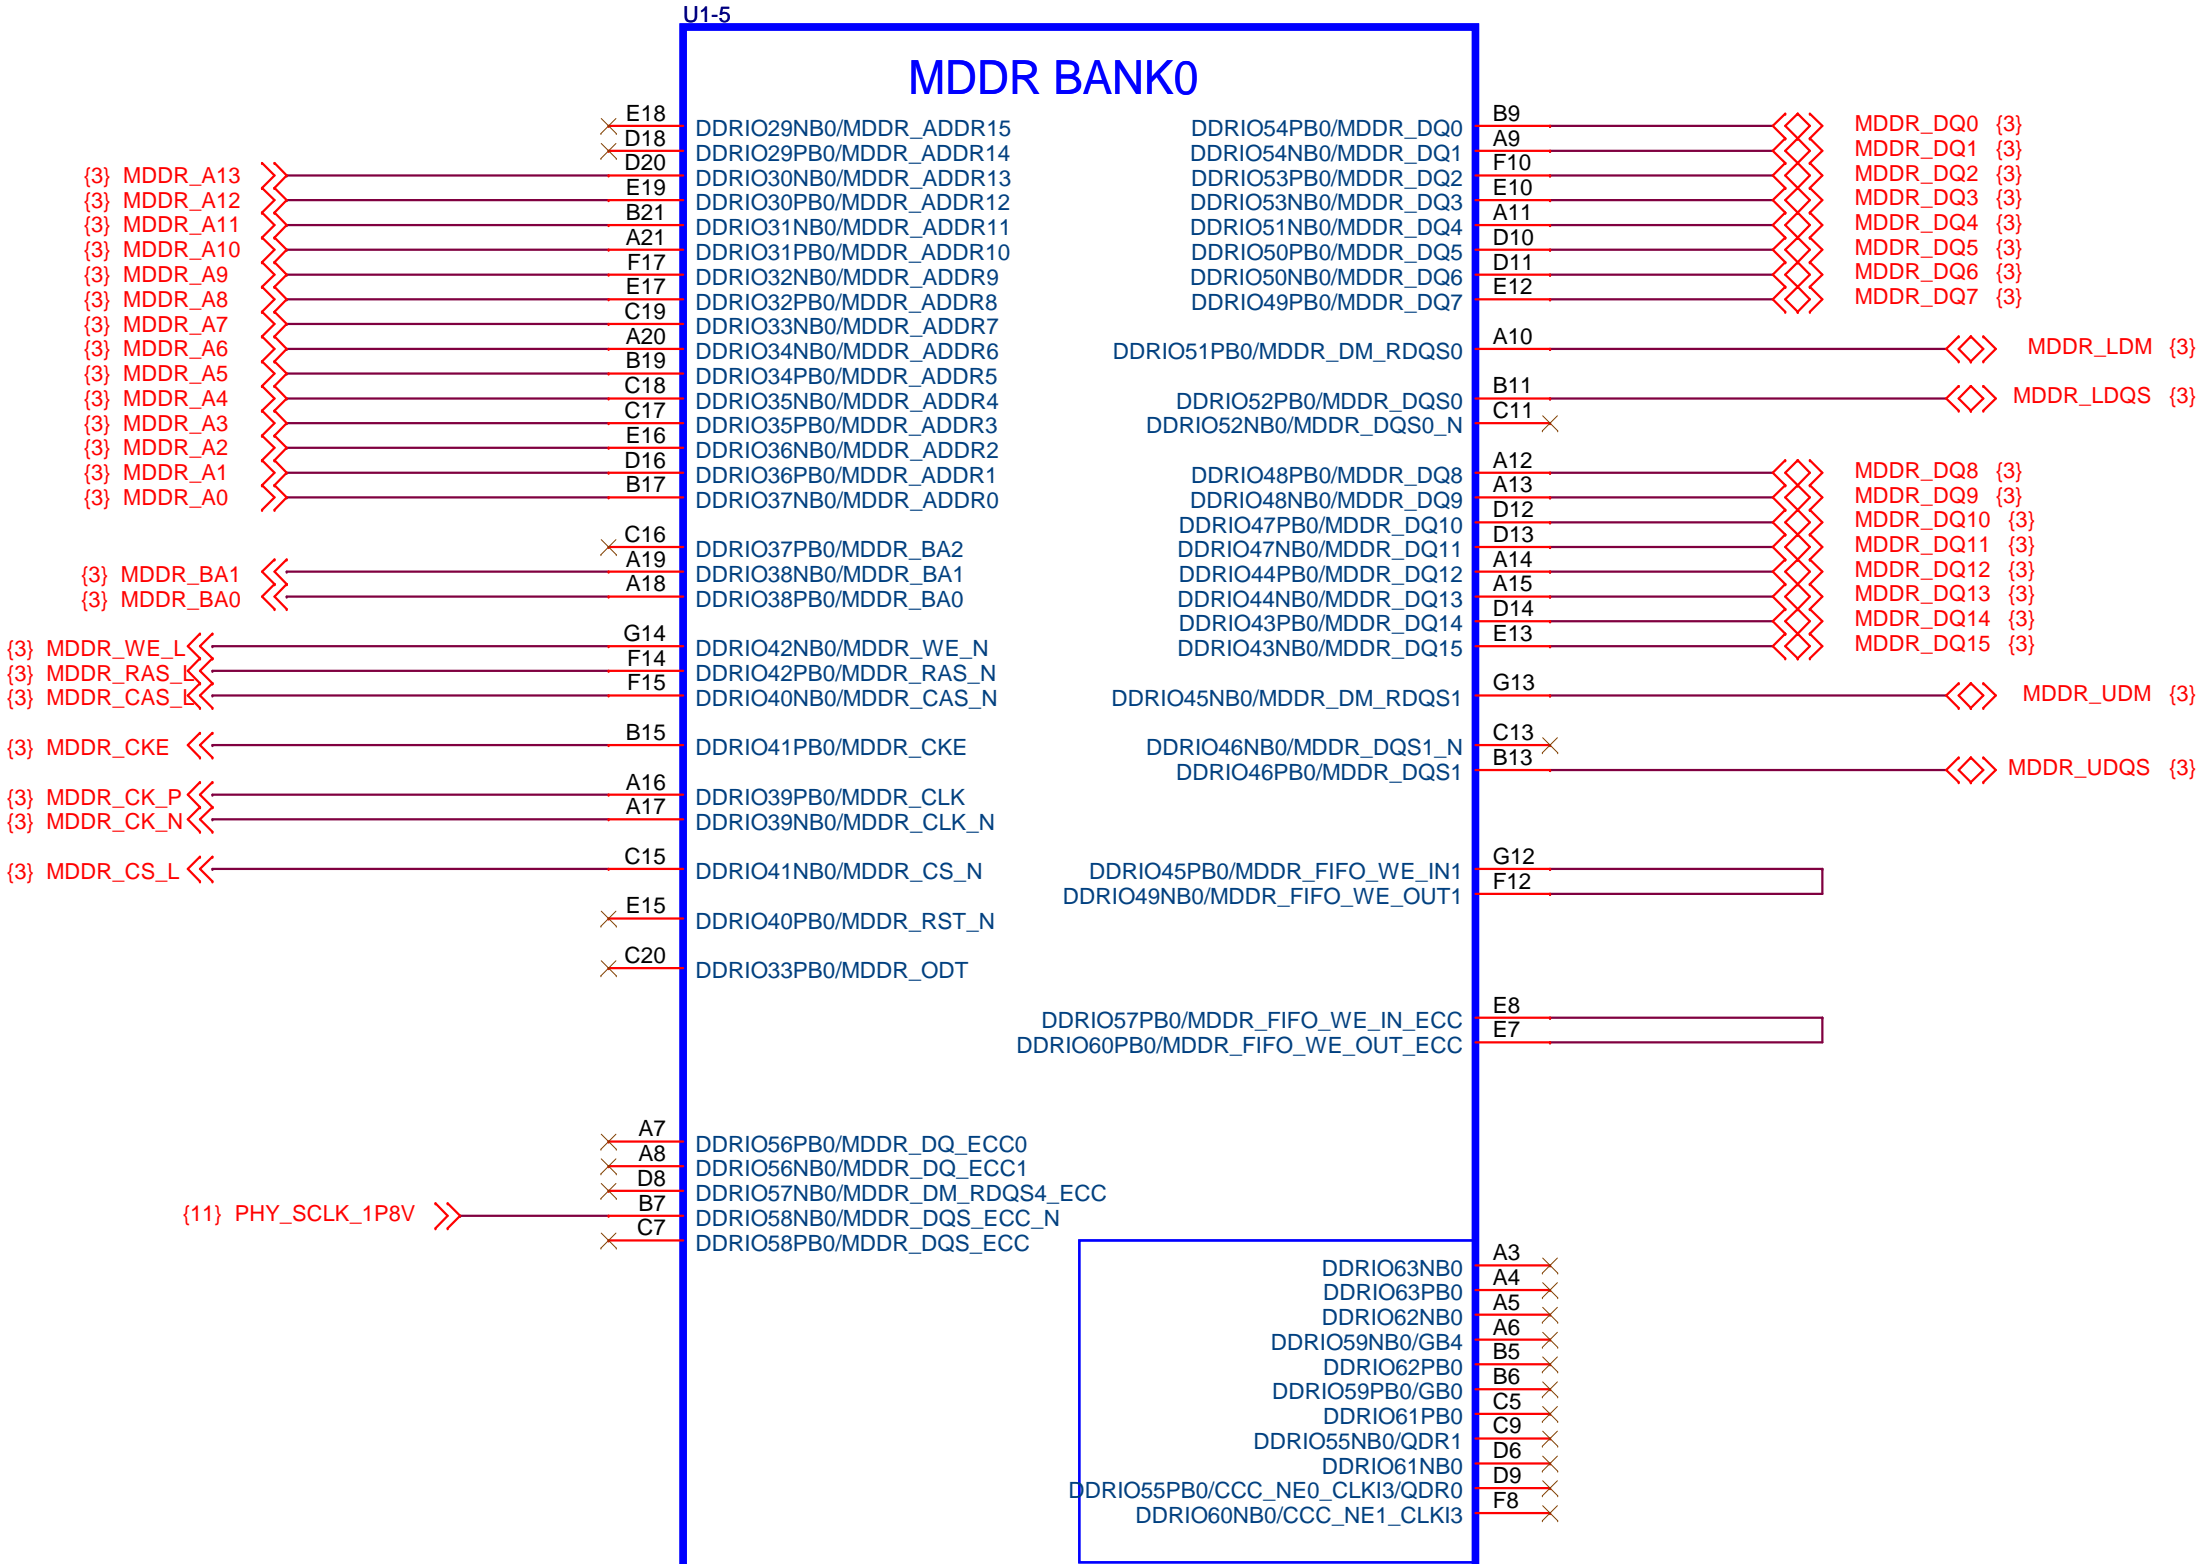 U1-5
MDDR BANK0
E18 DDRIO29NB0/MDDR_ADDR15
D18 DDRIO29PB0/MDDR_ADDR14
{3} MDDR_A13 D20 DDRIO30NB0/MDDR_ADDR13
{3} MDDR_A12 E19 DDRIO30PB0/MDDR_ADDR12
{3} MDDR_A11 B21 DDRIO31NB0/MDDR_ADDR11
{3} MDDR_A10 A21 DDRIO31PB0/MDDR_ADDR10
{3} MDDR_A9 F17 DDRIO32NB0/MDDR_ADDR9
{3} MDDR_A8 E17 DDRIO32PB0/MDDR_ADDR8
{3} MDDR_A7 C19 DDRIO33NB0/MDDR_ADDR7
{3} MDDR_A6 A20 DDRIO34NB0/MDDR_ADDR6
{3} MDDR_A5 B19 DDRIO34PB0/MDDR_ADDR5
{3} MDDR_A4 C18 DDRIO35NB0/MDDR_ADDR4
{3} MDDR_A3 C17 DDRIO35PB0/MDDR_ADDR3
{3} MDDR_A2 E16 DDRIO36NB0/MDDR_ADDR2
{3} MDDR_A1 D16 DDRIO36PB0/MDDR_ADDR1
{3} MDDR_A0 B17 DDRIO37NB0/MDDR_ADDR0
C16 DDRIO37PB0/MDDR_BA2
{3} MDDR_BA1 A19 DDRIO38NB0/MDDR_BA1
{3} MDDR_BA0 A18 DDRIO38PB0/MDDR_BA0
{3} MDDR_WE_L G14 DDRIO42NB0/MDDR_WE_N
{3} MDDR_RAS_L F14 DDRIO42PB0/MDDR_RAS_N
{3} MDDR_CAS_L F15 DDRIO40NB0/MDDR_CAS_N
{3} MDDR_CKE B15 DDRIO41PB0/MDDR_CKE
{3} MDDR_CK_P A16 DDRIO39PB0/MDDR_CLK
{3} MDDR_CK_N A17 DDRIO39NB0/MDDR_CLK_N
{3} MDDR_CS_L C15 DDRIO41NB0/MDDR_CS_N
E15 DDRIO40PB0/MDDR_RST_N
C20 DDRIO33PB0/MDDR_ODT
A7 DDRIO56PB0/MDDR_DQ_ECC0
A8 DDRIO56NB0/MDDR_DQ_ECC1
D8 DDRIO57NB0/MDDR_DM_RDQS4_ECC
{11} PHY_SCLK_1P8V B7 DDRIO58NB0/MDDR_DQS_ECC_N
C7 DDRIO58PB0/MDDR_DQS_ECC
DDRIO54PB0/MDDR_DQ0 B9 MDDR_DQ0 {3}
DDRIO54NB0/MDDR_DQ1 A9 MDDR_DQ1 {3}
DDRIO53PB0/MDDR_DQ2 F10 MDDR_DQ2 {3}
DDRIO53NB0/MDDR_DQ3 E10 MDDR_DQ3 {3}
DDRIO51NB0/MDDR_DQ4 A11 MDDR_DQ4 {3}
DDRIO50PB0/MDDR_DQ5 D10 MDDR_DQ5 {3}
DDRIO50NB0/MDDR_DQ6 D11 MDDR_DQ6 {3}
DDRIO49PB0/MDDR_DQ7 E12 MDDR_DQ7 {3}
DDRIO51PB0/MDDR_DM_RDQS0 A10 MDDR_LDM {3}
DDRIO52PB0/MDDR_DQS0 B11 MDDR_LDQS {3}
DDRIO52NB0/MDDR_DQS0_N C11
DDRIO48PB0/MDDR_DQ8 A12 MDDR_DQ8 {3}
DDRIO48NB0/MDDR_DQ9 A13 MDDR_DQ9 {3}
DDRIO47PB0/MDDR_DQ10 D12 MDDR_DQ10 {3}
DDRIO47NB0/MDDR_DQ11 D13 MDDR_DQ11 {3}
DDRIO44PB0/MDDR_DQ12 A14 MDDR_DQ12 {3}
DDRIO44NB0/MDDR_DQ13 A15 MDDR_DQ13 {3}
DDRIO43PB0/MDDR_DQ14 D14 MDDR_DQ14 {3}
DDRIO43NB0/MDDR_DQ15 E13 MDDR_DQ15 {3}
DDRIO45NB0/MDDR_DM_RDQS1 G13 MDDR_UDM {3}
DDRIO46NB0/MDDR_DQS1_N C13
DDRIO46PB0/MDDR_DQS1 B13 MDDR_UDQS {3}
DDRIO45PB0/MDDR_FIFO_WE_IN1 G12
DDRIO49NB0/MDDR_FIFO_WE_OUT1 F12
DDRIO57PB0/MDDR_FIFO_WE_IN_ECC E8
DDRIO60PB0/MDDR_FIFO_WE_OUT_ECC E7
DDRIO63NB0 A3
DDRIO63PB0 A4
DDRIO62NB0 A5
DDRIO59NB0/GB4 A6
DDRIO62PB0 B5
DDRIO59PB0/GB0 B6
DDRIO61PB0 C5
DDRIO55NB0/QDR1 C9
DDRIO61NB0 D6
DDRIO55PB0/CCC_NE0_CLKI3/QDR0 D9
DDRIO60NB0/CCC_NE1_CLKI3 F8